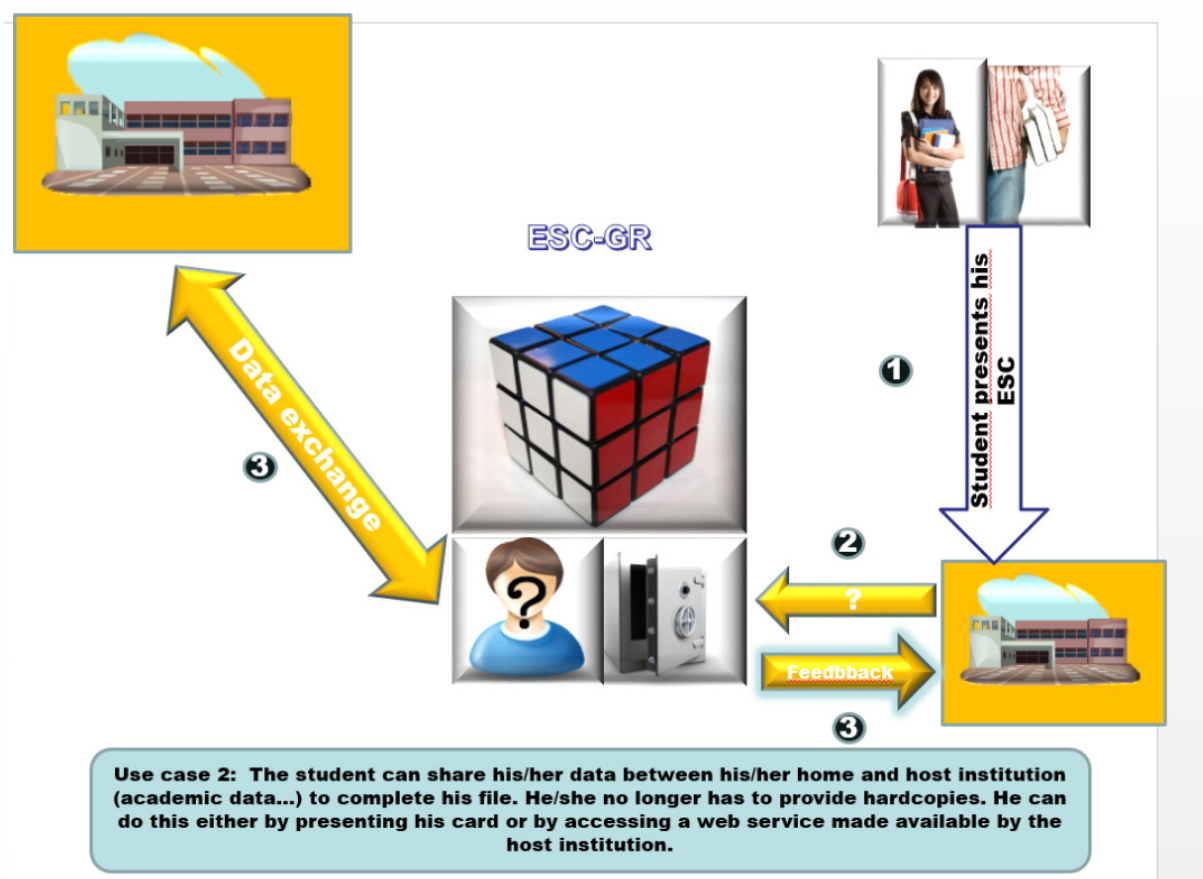 ESC-GR
Student presents his
ESC
1
Data exchange
3
2
?
?
Feedbback
3
Use case 2:  The student can share his/her data between his/her home and host institution
(academic data...) to complete his file. He/she no longer has to provide hardcopies. He can
do this either by presenting his card or by accessing a web service made available by the
host institution.